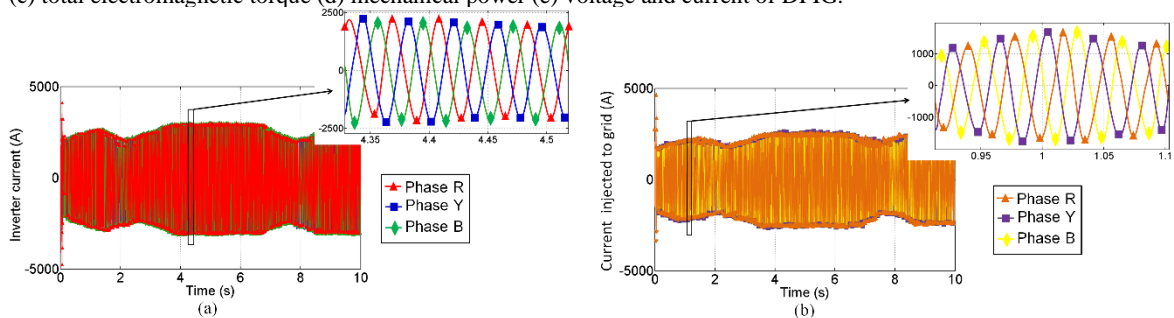 (c) total electromagnetic torque (d) mechanical power (e) voltage and current of DFIG.
2500
0
-2500
4.35
4.4
4.45
4.5
5000
0
-5000
Inverter current (A)
0
2
4
6
8
10
Time (s)
(a)
Phase R
Phase Y
Phase B
1000
0
-1000
0.95
1
1.05
1.1
5000
0
-5000
Current injected to grid (A)
0
2
4
6
8
10
Time (s)
(b)
Phase R
Phase Y
Phase B